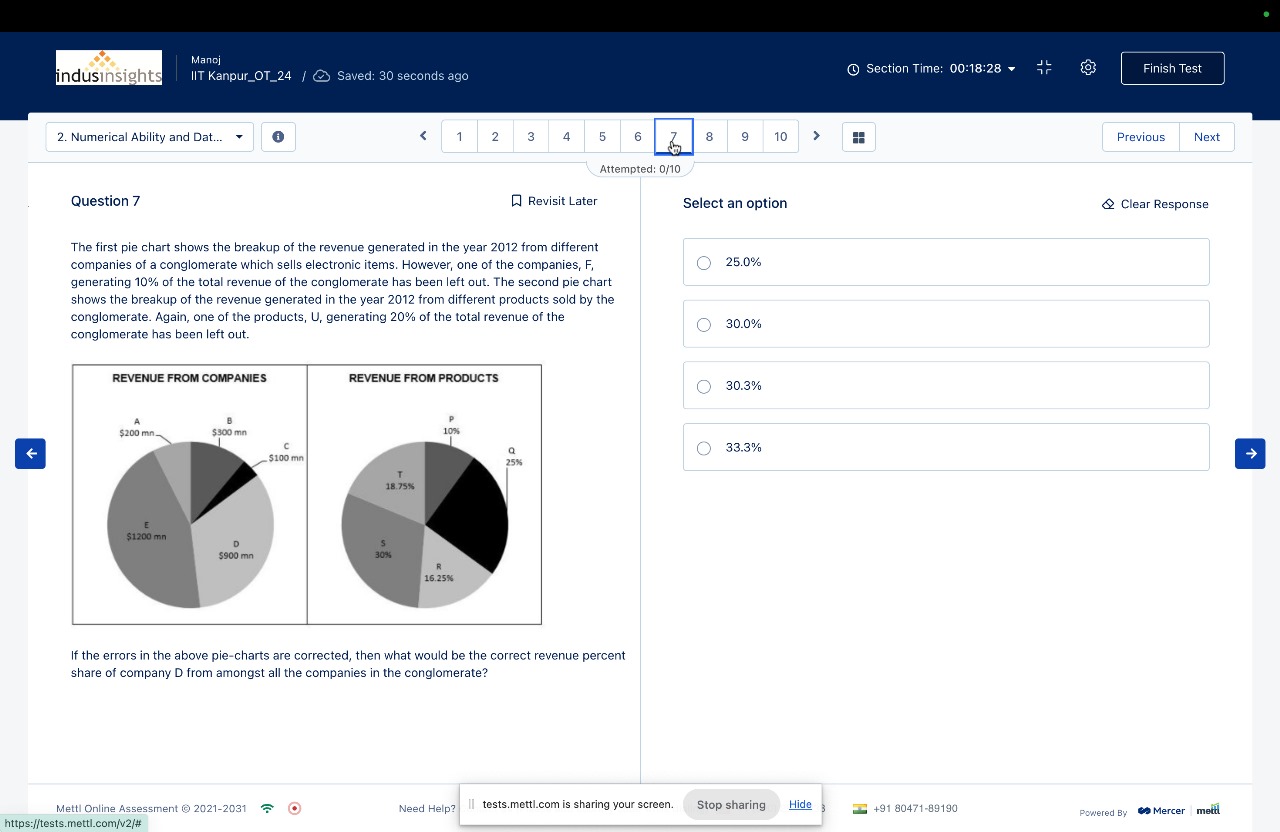 indusinsights
Manoj
IIT Kanpur_OT_24 / Saved: 30 seconds ago
Section Time: 00:18:28
Finish Test
2. Numerical Ability and Dat...
1 2 3 4 5 6 7 8 9 10
Previous Next
Attempted: 0/10
Question 7
Revisit Later
The first pie chart shows the breakup of the revenue generated in the year 2012 from different
companies of a conglomerate which sells electronic items. However, one of the companies, F,
generating 10% of the total revenue of the conglomerate has been left out. The second pie chart
shows the breakup of the revenue generated in the year 2012 from different products sold by the
conglomerate. Again, one of the products, U, generating 20% of the total revenue of the
conglomerate has been left out.
REVENUE FROM COMPANIES
A
$200 mn
B
$300 mn
C
$100 mn
D
$900 mn
E
$1200 mn
REVENUE FROM PRODUCTS
P
10%
Q
25%
R
16.25%
S
30%
T
18.75%
If the errors in the above pie-charts are corrected, then what would be the correct revenue percent
share of company D from amongst all the companies in the conglomerate?
Select an option
Clear Response
25.0%
30.0%
30.3%
33.3%
Mettl Online Assessment © 2021-2031
Need Help?
tests.mettl.com is sharing your screen.
Stop sharing
Hide
3
+91 80471-89190
Powered By
Mercer | mettl
https://tests.mettl.com/v2/#